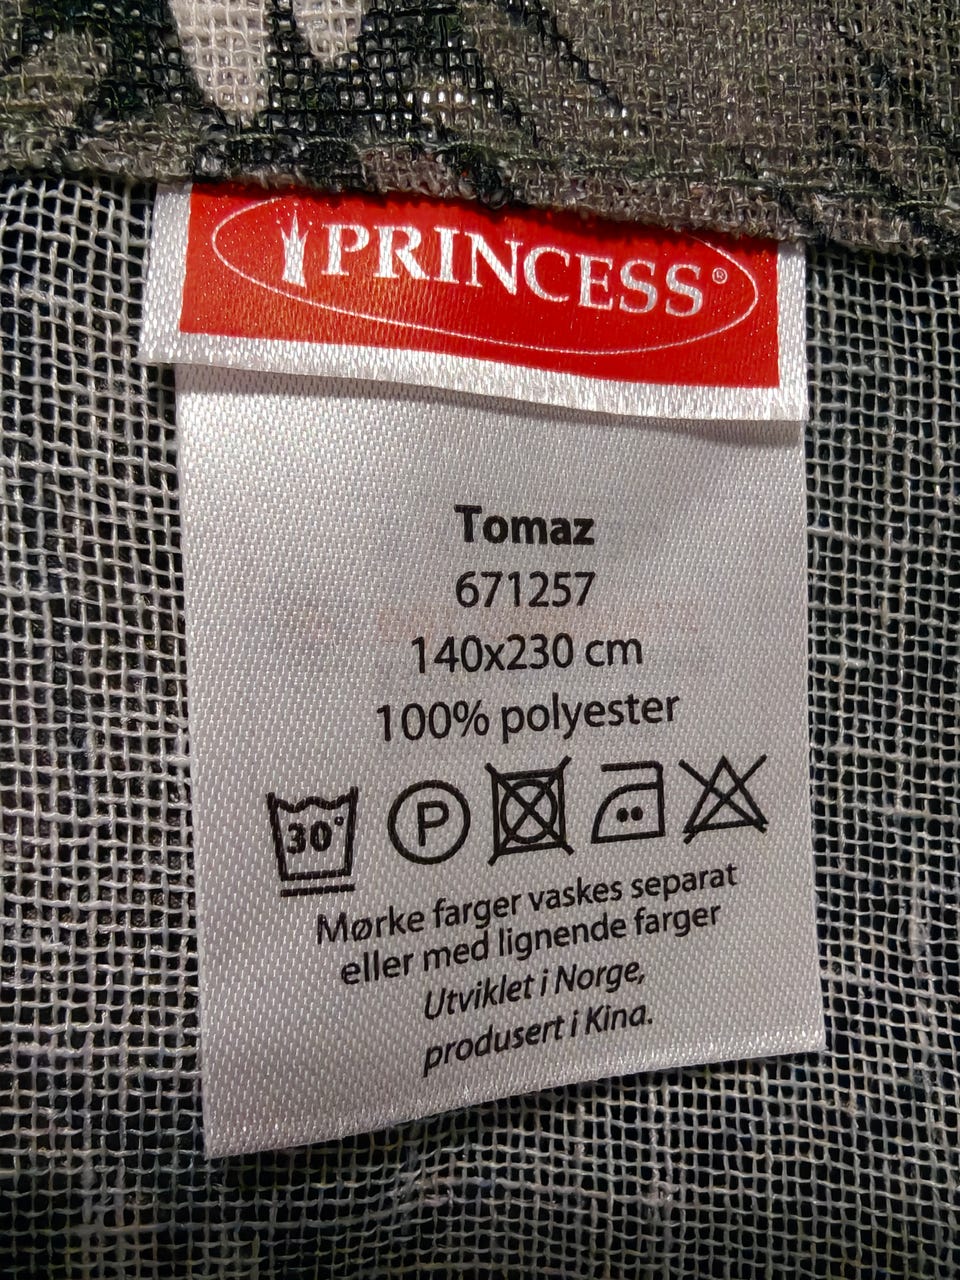 PRINCESS®
Tomaz
671257
140x230 cm
100% polyester
30° P
Mørke farger vaskes separat
eller med lignende farger
Utviklet i Norge,
produsert i Kina.